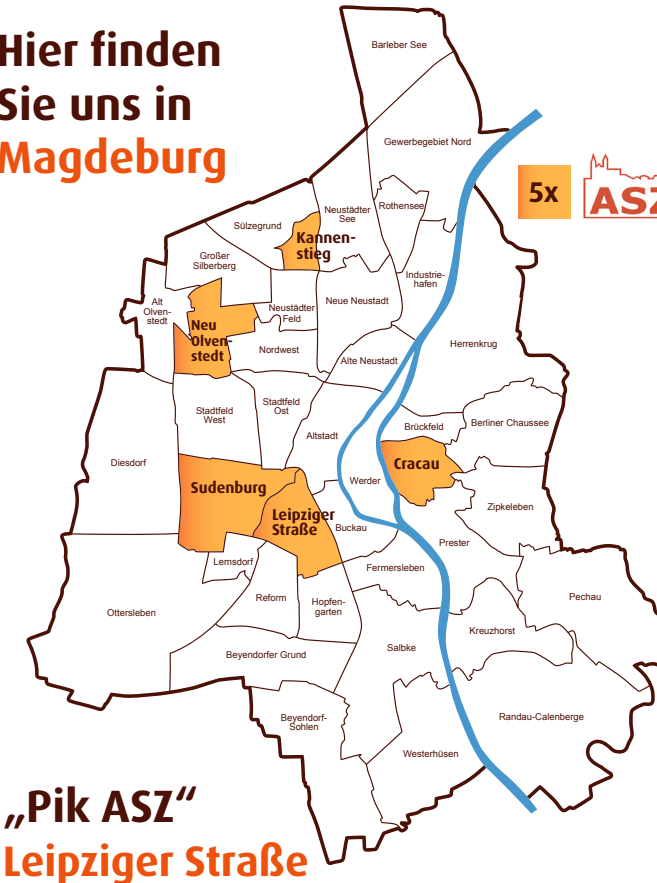 Hier finden
Sie uns in
Magdeburg
5x
ASZ
Barleber See
Gewerbegebiet Nord
Neustädter
See
Rothensee
Sülzegrund
Kannen-
stieg
Großer
Silberberg
Industrie-
hafen
Alt
Olven-
stedt
Neu
Olven-
stedt
Neustädter
Feld
Neue Neustadt
Nordwest
Alte Neustadt
Herrenkrug
Stadtfeld
West
Stadtfeld
Ost
Altstadt
Brückfeld
Berliner Chaussee
Diesdorf
Cracau
Werder
Sudenburg
Zipkeleben
Leipziger
Straße
Buckau
Prester
Lemsdorf
Fermersleben
Reform
Hopfen-
garten
Pechau
Ottersleben
Kreuzhorst
Salbke
Beyendorfer Grund
Beyendorf-
Sohlen
Randau-Calenberge
Westerhüsen
„Pik ASZ“
Leipziger Straße